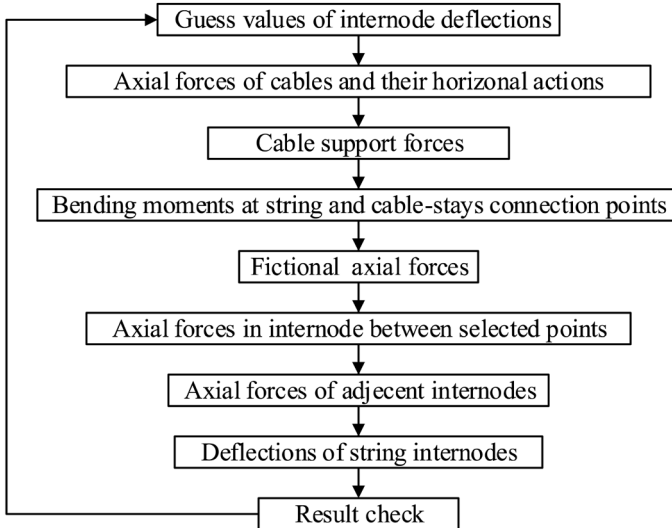 Guess values of internode deflections
Axial forces of cables and their horizonal actions
Cable support forces
Bending moments at string and cable-stays connection points
Fictional axial forces
Axial forces in internode between selected points
Axial forces of adjecent internodes
Deflections of string internodes
Result check